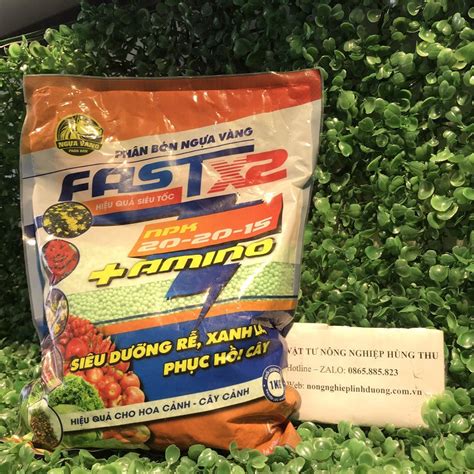 NGỰA VÀNG
PHÂN BÓN NGỰA VÀNG
FAST X2
HIỆU QUẢ SIÊU TỐC
NPK
20-20-15
+AMINO
SIÊU DƯỠNG RỄ, XANH LÁ
PHỤC HỒI CÂY
1KG
HIỆU QUẢ CHO HOA CẢNH - CÂY CẢNH
VẬT TƯ NÔNG NGHIỆP HÙNG THU
Hotline – ZALO: 0865.885.823
Web: nongnghieplinhduong.com.vn